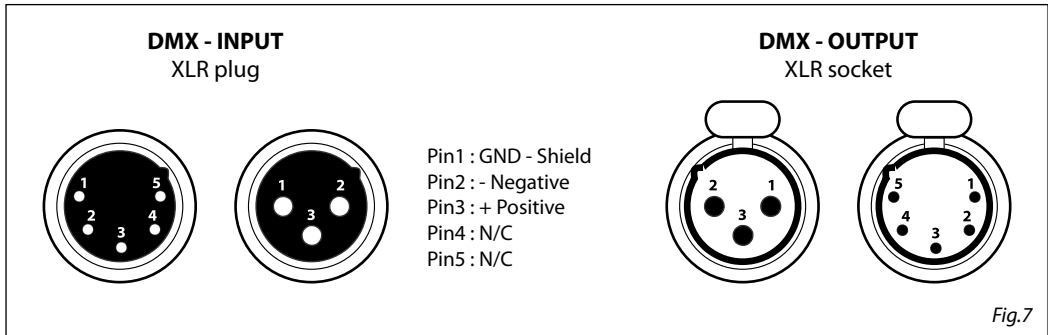 DMX - INPUT
XLR plug
1 5
2 4
3
1 2
3
Pin1 : GND - Shield
Pin2 : - Negative
Pin3 : + Positive
Pin4 : N/C
Pin5 : N/C
DMX - OUTPUT
XLR socket
2 1
3
5 1
4 2
3
Fig.7